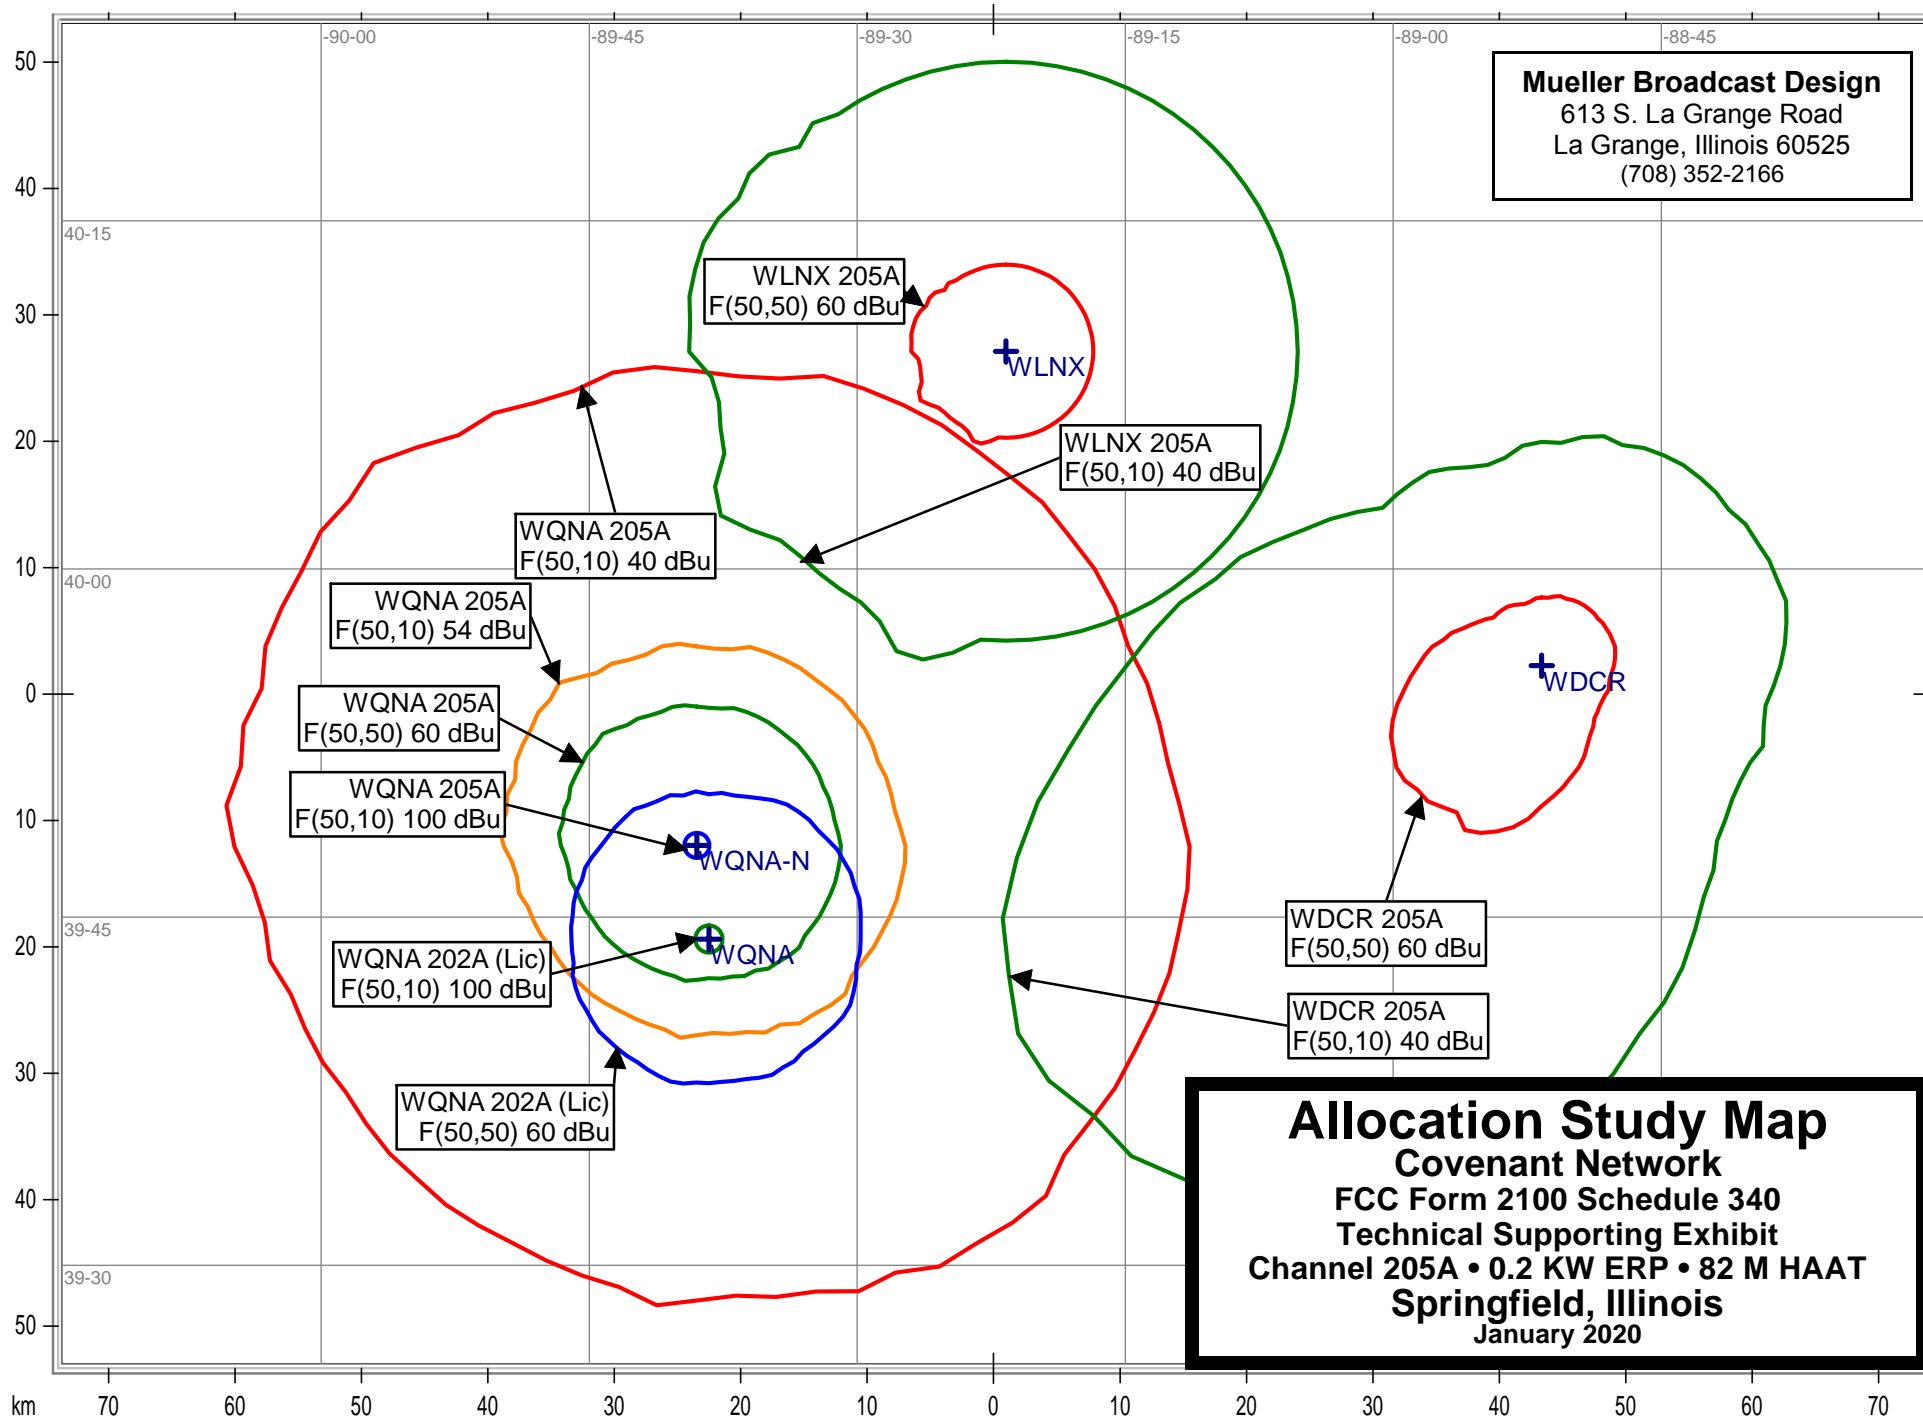 -90-00
-89-45
-89-30
-89-15
-89-00
-88-45
Mueller Broadcast Design
613 S. La Grange Road
La Grange, Illinois 60525
(708) 352-2166
50
40
30
20
10
0
10
20
30
40
50
40-15
40-00
39-45
39-30
WLNX 205A
F(50,50) 60 dBu
WLNX
WLNX 205A
F(50,10) 40 dBu
WQNA 205A
F(50,10) 40 dBu
WQNA 205A
F(50,10) 54 dBu
WQNA 205A
F(50,50) 60 dBu
WQNA 205A
F(50,10) 100 dBu
WQNA-N
WQNA 202A (Lic)
F(50,10) 100 dBu
WQNA
WQNA 202A (Lic)
F(50,50) 60 dBu
WDCR
WDCR 205A
F(50,50) 60 dBu
WDCR 205A
F(50,10) 40 dBu
Allocation Study Map
Covenant Network
FCC Form 2100 Schedule 340
Technical Supporting Exhibit
Channel 205A • 0.2 KW ERP • 82 M HAAT
Springfield, Illinois
January 2020
km 70 60 50 40 30 20 10 0 10 20 30 40 50 60 70